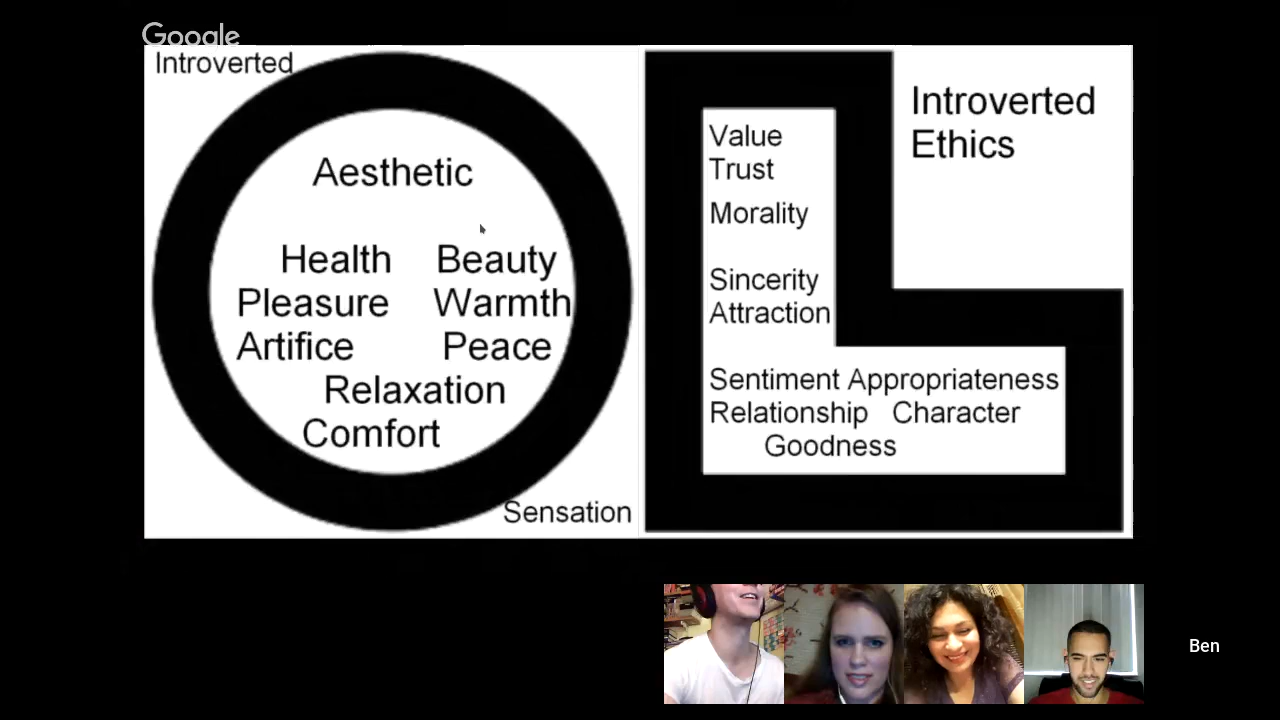 Google
Introverted
Aesthetic
Health Beauty
Pleasure Warmth
Artifice Peace
Relaxation
Comfort
Sensation
Introverted
Ethics
Value
Trust
Morality
Sincerity
Attraction
Sentiment Appropriateness
Relationship Character
Goodness
Ben